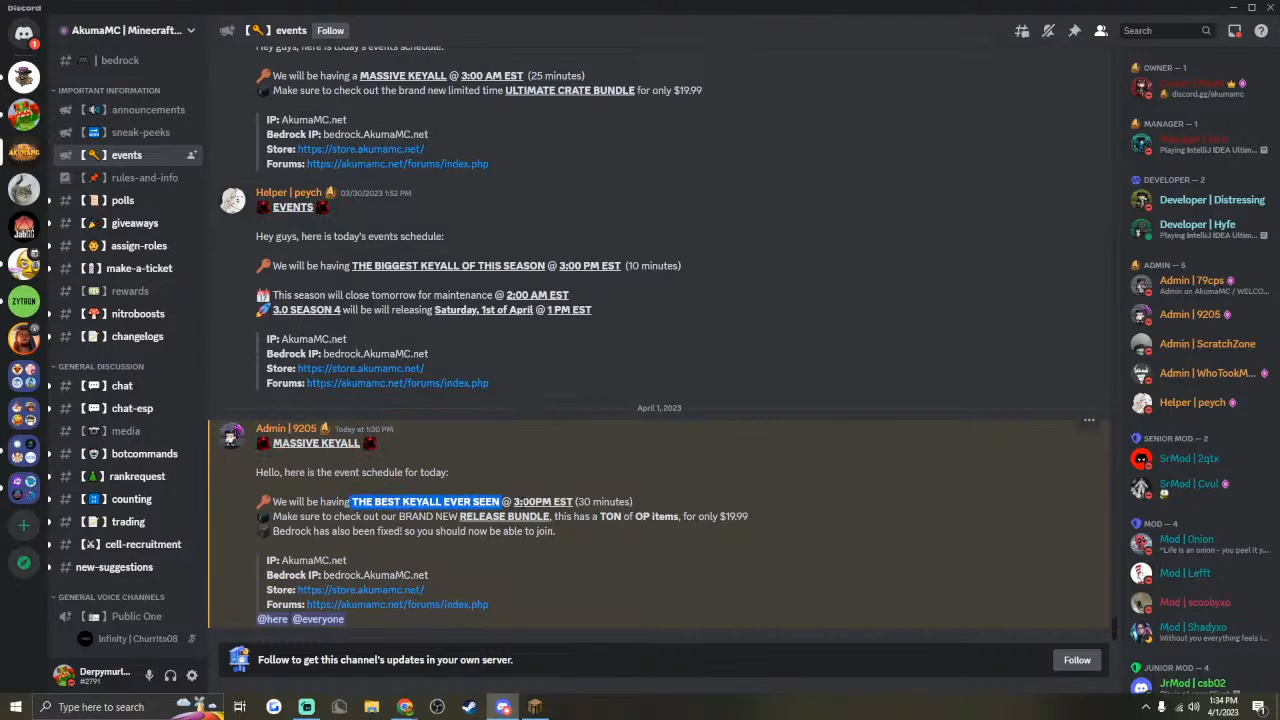 Discord
AkumaMC | Minecraft...
【🔑】events
Follow
Search
1
| bedrock
IMPORTANT INFORMATION
【📢】announcements
【】sneak-peeks
【🔑】events
【📌】rules-and-info
【】polls
【🎉】giveaways
【】assign-roles
【】make-a-ticket
【】rewards
【】nitroboosts
【】changelogs
GENERAL DISCUSSION
【💬】chat
【💬】chat-esp
【】media
【】botcommands
【】rankrequest
【】counting
【】trading
【⚔】cell-recruitment
new-suggestions
GENERAL VOICE CHANNELS
【】Public One
Infinity | Churrito08
Derpymurl...
#2791
ZYTRON
Hey guys, here is today's events schedule:
We will be having a MASSIVE KEYALL @ 3:00 AM EST (25 minutes)
Make sure to check out the brand new limited time ULTIMATE CRATE BUNDLE for only $19.99
IP: AkumaMC.net
Bedrock IP: bedrock.AkumaMC.net
Store: https://store.akumamc.net/
Forums: https://akumamc.net/forums/index.php
Helper | peych 03/30/2023 1:52 PM
EVENTS
Hey guys, here is today's events schedule:
We will be having THE BIGGEST KEYALL OF THIS SEASON @ 3:00 PM EST (10 minutes)
This season will close tomorrow for maintenance @ 2:00 AM EST
3.0 SEASON 4 will be will releasing Saturday, 1st of April @ 1 PM EST
IP: AkumaMC.net
Bedrock IP: bedrock.AkumaMC.net
Store: https://store.akumamc.net/
Forums: https://akumamc.net/forums/index.php
April 1, 2023
Admin | 9205 Today at 1:30 PM
MASSIVE KEYALL
Hello, here is the event schedule for today:
We will be having THE BEST KEYALL EVER SEEN @ 3:00PM EST (30 minutes)
Make sure to check out our BRAND NEW RELEASE BUNDLE, this has a TON of OP items, for only $19.99
Bedrock has also been fixed! so you should now be able to join.
IP: AkumaMC.net
Bedrock IP: bedrock.AkumaMC.net
Store: https://store.akumamc.net/
Forums: https://akumamc.net/forums/index.php
@here @everyone
Follow to get this channel's updates in your own server.
Follow
OWNER — 1
discord.gg/akumamc
MANAGER — 1
Playing IntelliJ IDEA Ultim...
DEVELOPER — 2
Developer | Distressing
Developer | Hyfe
Playing IntelliJ IDEA Ultim...
ADMIN — 5
Admin | 79cps
Admin on AkumaMC / WELCO...
Admin | 9205
Admin | ScratchZone
Admin | WhoTookM...
Helper | peych
SENIOR MOD — 2
SrMod | 2qtx
SrMod | Cvul
MOD — 4
Mod | 0nion
"Life is an onion - you peel it y...
Mod | Lefft
Mod | scoobyxo
Mod | Shadyxo
Without you everything feels i...
JUNIOR MOD — 4
JrMod | csb02
Type here to search
1:34 PM
4/1/2023